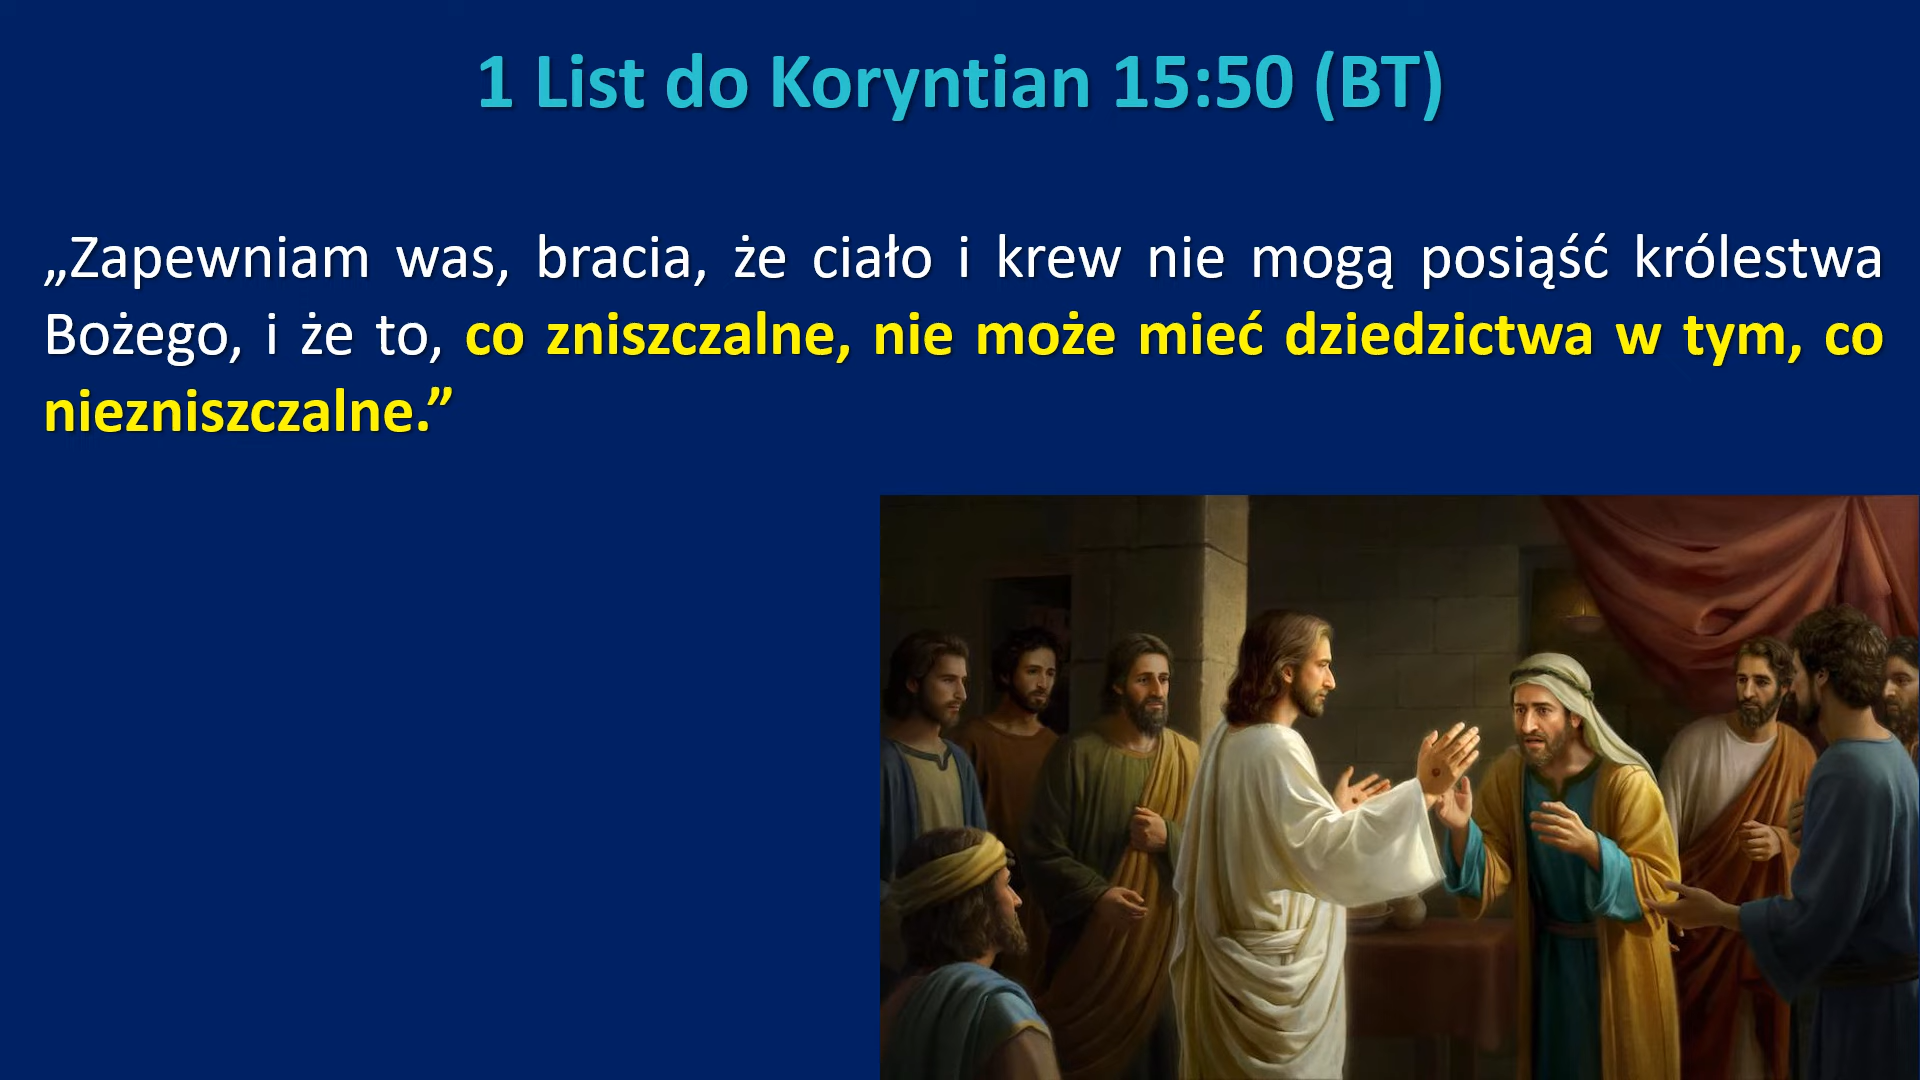 1 List do Koryntian 15:50 (BT)
„Zapewniam was, bracia, że ciało i krew nie mogą posiąść królestwa
Bożego, i że to, co zniszczalne, nie może mieć dziedzictwa w tym, co
niezniszczalne.”